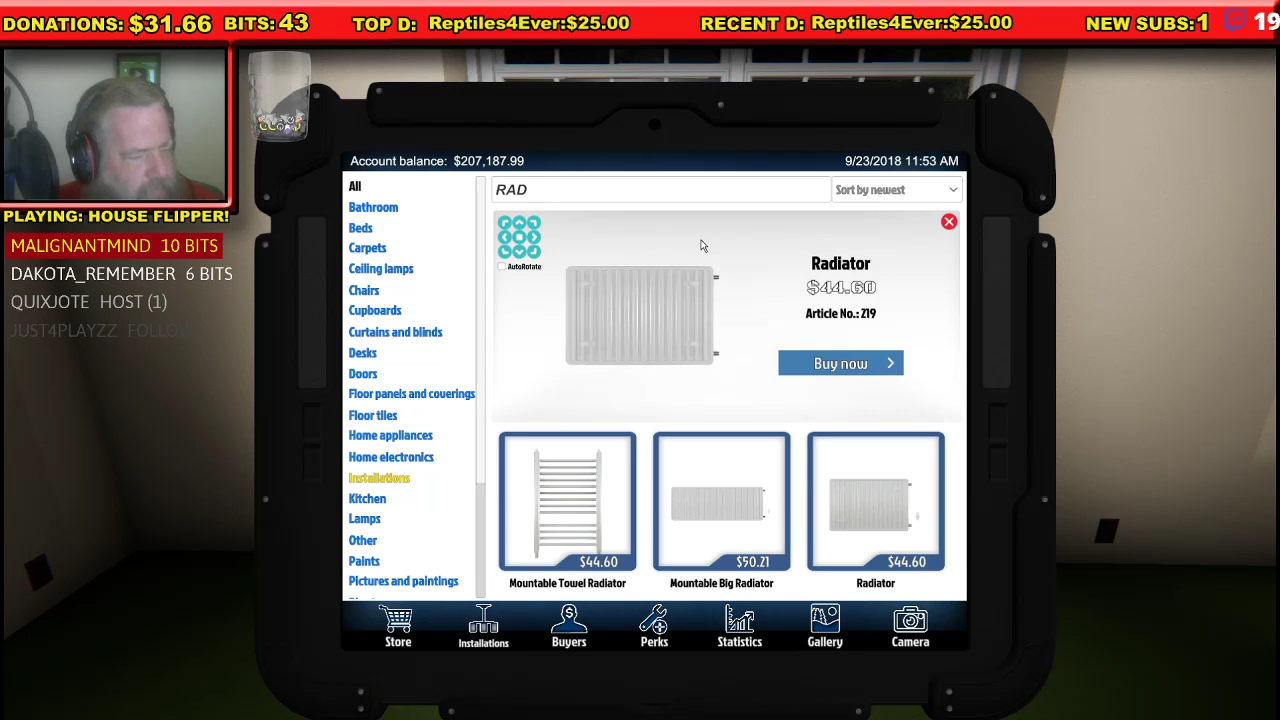 DONATIONS: $31.66 BITS: 43 TOP D: Reptiles4Ever:$25.00 RECENT D: Reptiles4Ever:$25.00 NEW SUBS: 1 19
PLAYING: HOUSE FLIPPER!
MALIGNANTMIND 10 BITS
DAKOTA_REMEMBER 6 BITS
QUIXJOTE HOST (1)
JUST4PLAYZZ
Account balance: $207,187.99 9/23/2018 11:53 AM
All
Bathroom
Beds
Carpets
Ceiling lamps
Chairs
Cupboards
Curtains and blinds
Desks
Doors
Floor panels and coverings
Floor tiles
Home appliances
Home electronics
Installations
Kitchen
Lamps
Other
Paints
Pictures and paintings
RAD
Sort by newest
AutoRotate
Radiator
$44.60
Article No.: 219
Buy now
$44.60
Mountable Towel Radiator
$50.21
Mountable Big Radiator
$44.60
Radiator
Store Installations Buyers Perks Statistics Gallery Camera